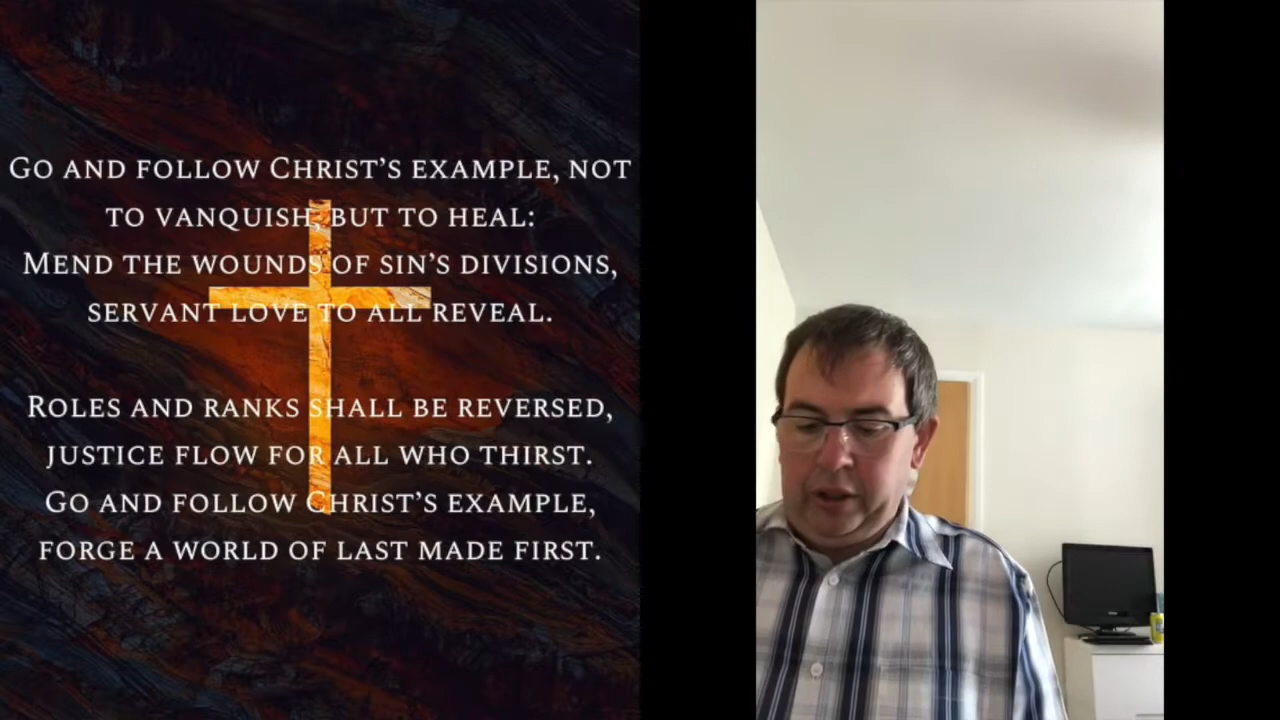 Go and follow Christ's example, not
to vanquish, but to heal:
Mend the wounds of sin's divisions,
servant love to all reveal.
Roles and ranks shall be reversed,
justice flow for all who thirst.
Go and follow Christ's example,
forge a world of last made first.